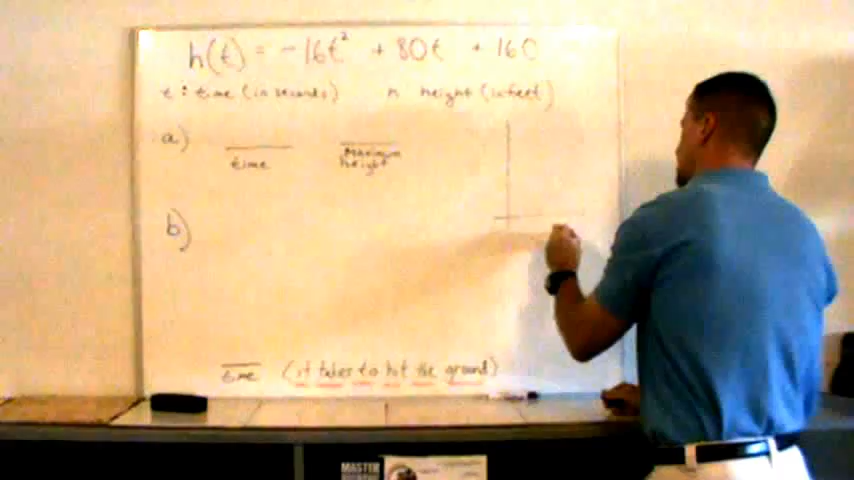 h(t) = -16t² + 80t + 160
t : time (in seconds) h height (in feet)
a)
time Maximum height
b)
time (it takes to hit the ground)
MASTER